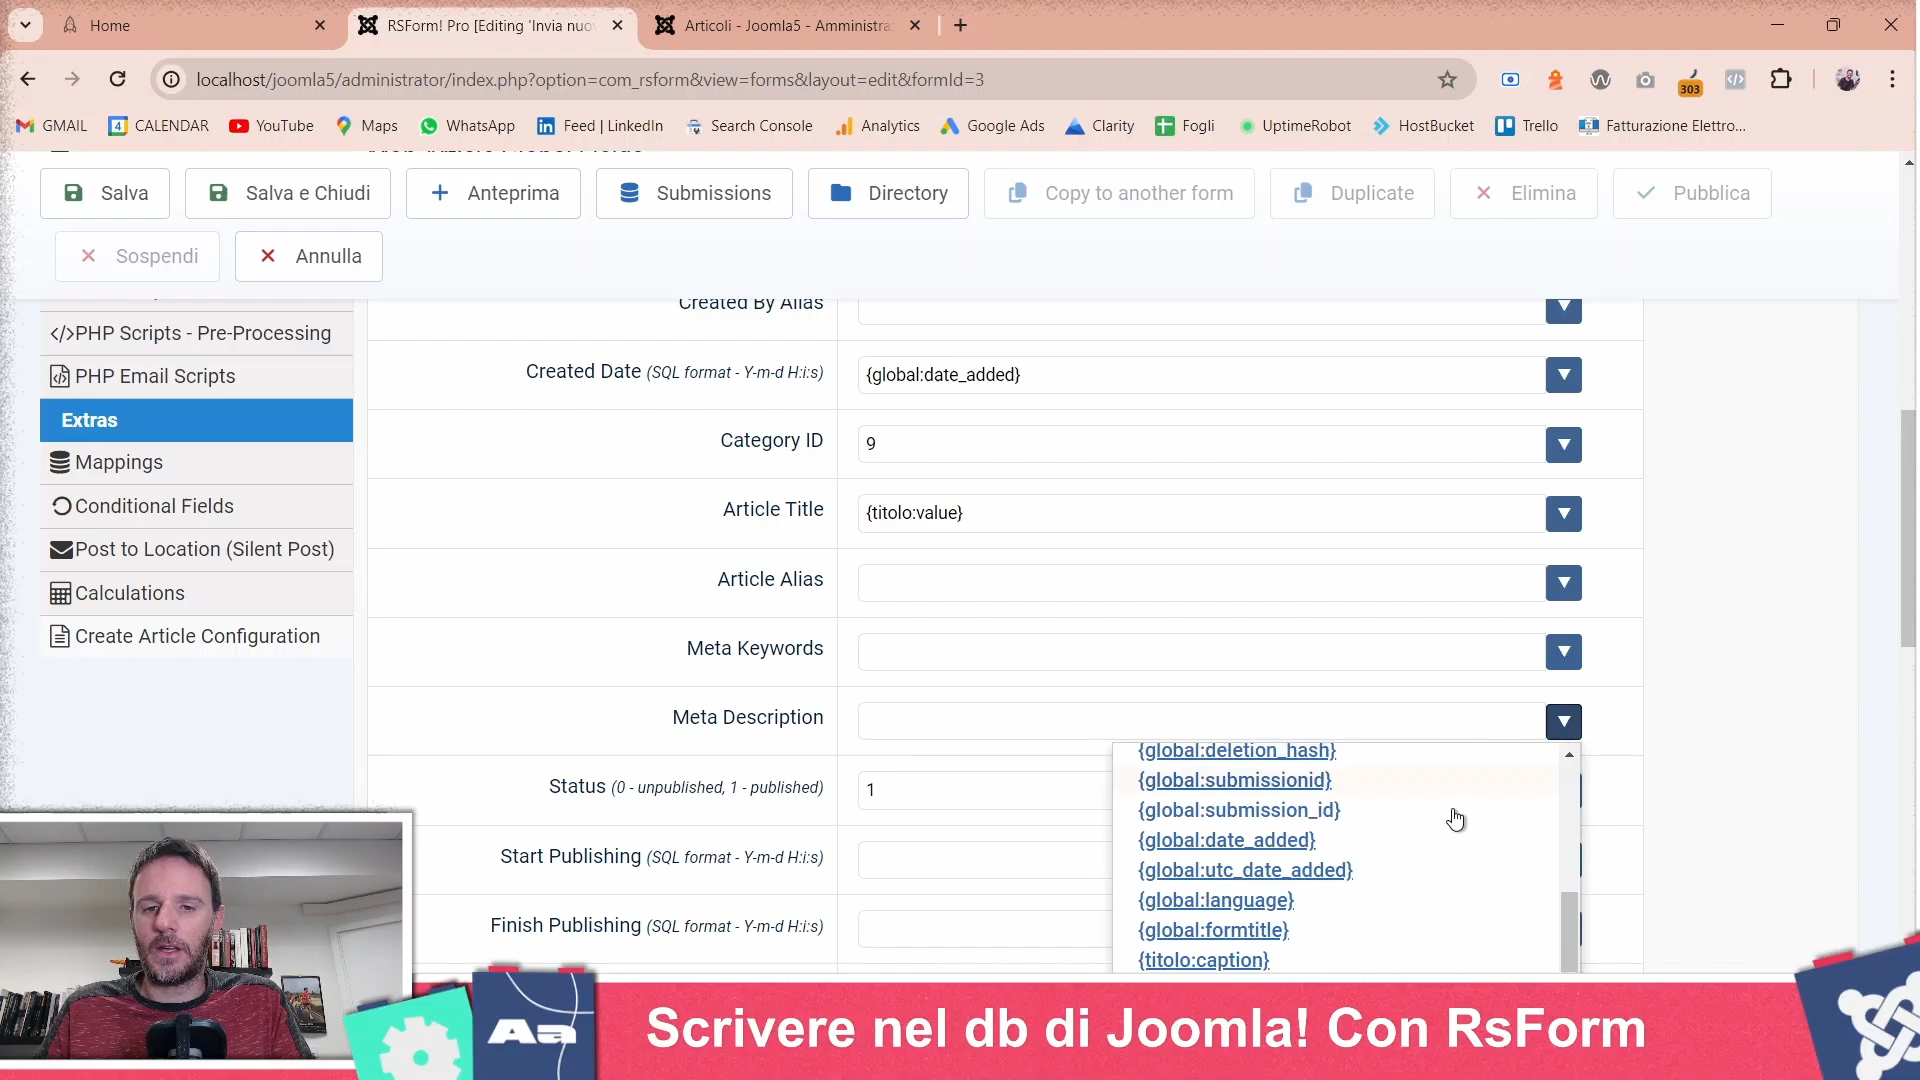 Home
RSForm! Pro [Editing 'Invia nuo
Articoli - Joomla5 - Amministra
localhost/joomla5/administrator/index.php?option=com_rsform&view=forms&layout=edit&formId=3
303
GMAIL
4
CALENDAR
YouTube
Maps
WhatsApp
Feed | LinkedIn
Search Console
Analytics
Google Ads
Clarity
Fogli
UptimeRobot
HostBucket
Trello
Fatturazione Elettro...
Salva
Salva e Chiudi
Anteprima
Submissions
Directory
Copy to another form
Duplicate
Elimina
Pubblica
Sospendi
Annulla
PHP Scripts - Pre-Processing
PHP Email Scripts
Extras
Mappings
Conditional Fields
Post to Location (Silent Post)
Calculations
Create Article Configuration
Created By Alias
Created Date (SQL format - Y-m-d H:i:s)
{global:date_added}
Category ID
9
Article Title
{titolo:value}
Article Alias
Meta Keywords
Meta Description
{global:deletion_hash}
{global:submissionid}
{global:submission_id}
{global:date_added}
{global:utc_date_added}
{global:language}
{global:formtitle}
{titolo:caption}
Status (0 - unpublished, 1 - published)
1
Start Publishing (SQL format - Y-m-d H:i:s)
Finish Publishing (SQL format - Y-m-d H:i:s)
Aa
Scrivere nel db di Joomla! Con RsForm